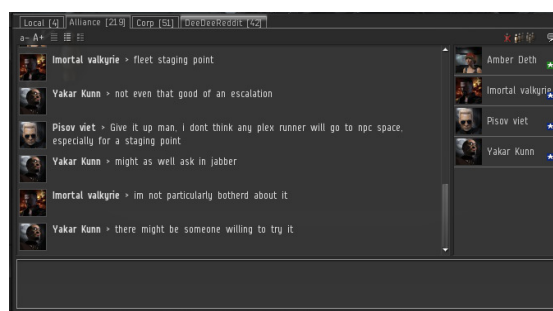 Local [4] Alliance [219] Corp [51] DeeDeeReddit [42]
a- A+
Imortal valkyrie > fleet staging point
Yakar Kunn > not even that good of an escalation
Pisov viet > Give it up man, i dont think any plex runner will go to npc space,
especially for a staging point
Yakar Kunn > might as well ask in jabber
Imortal valkyrie > im not particularly botherd about it
Yakar Kunn > there might be someone willing to try it
Amber Deth
Imortal valkyrie
Pisov viet
Yakar Kunn